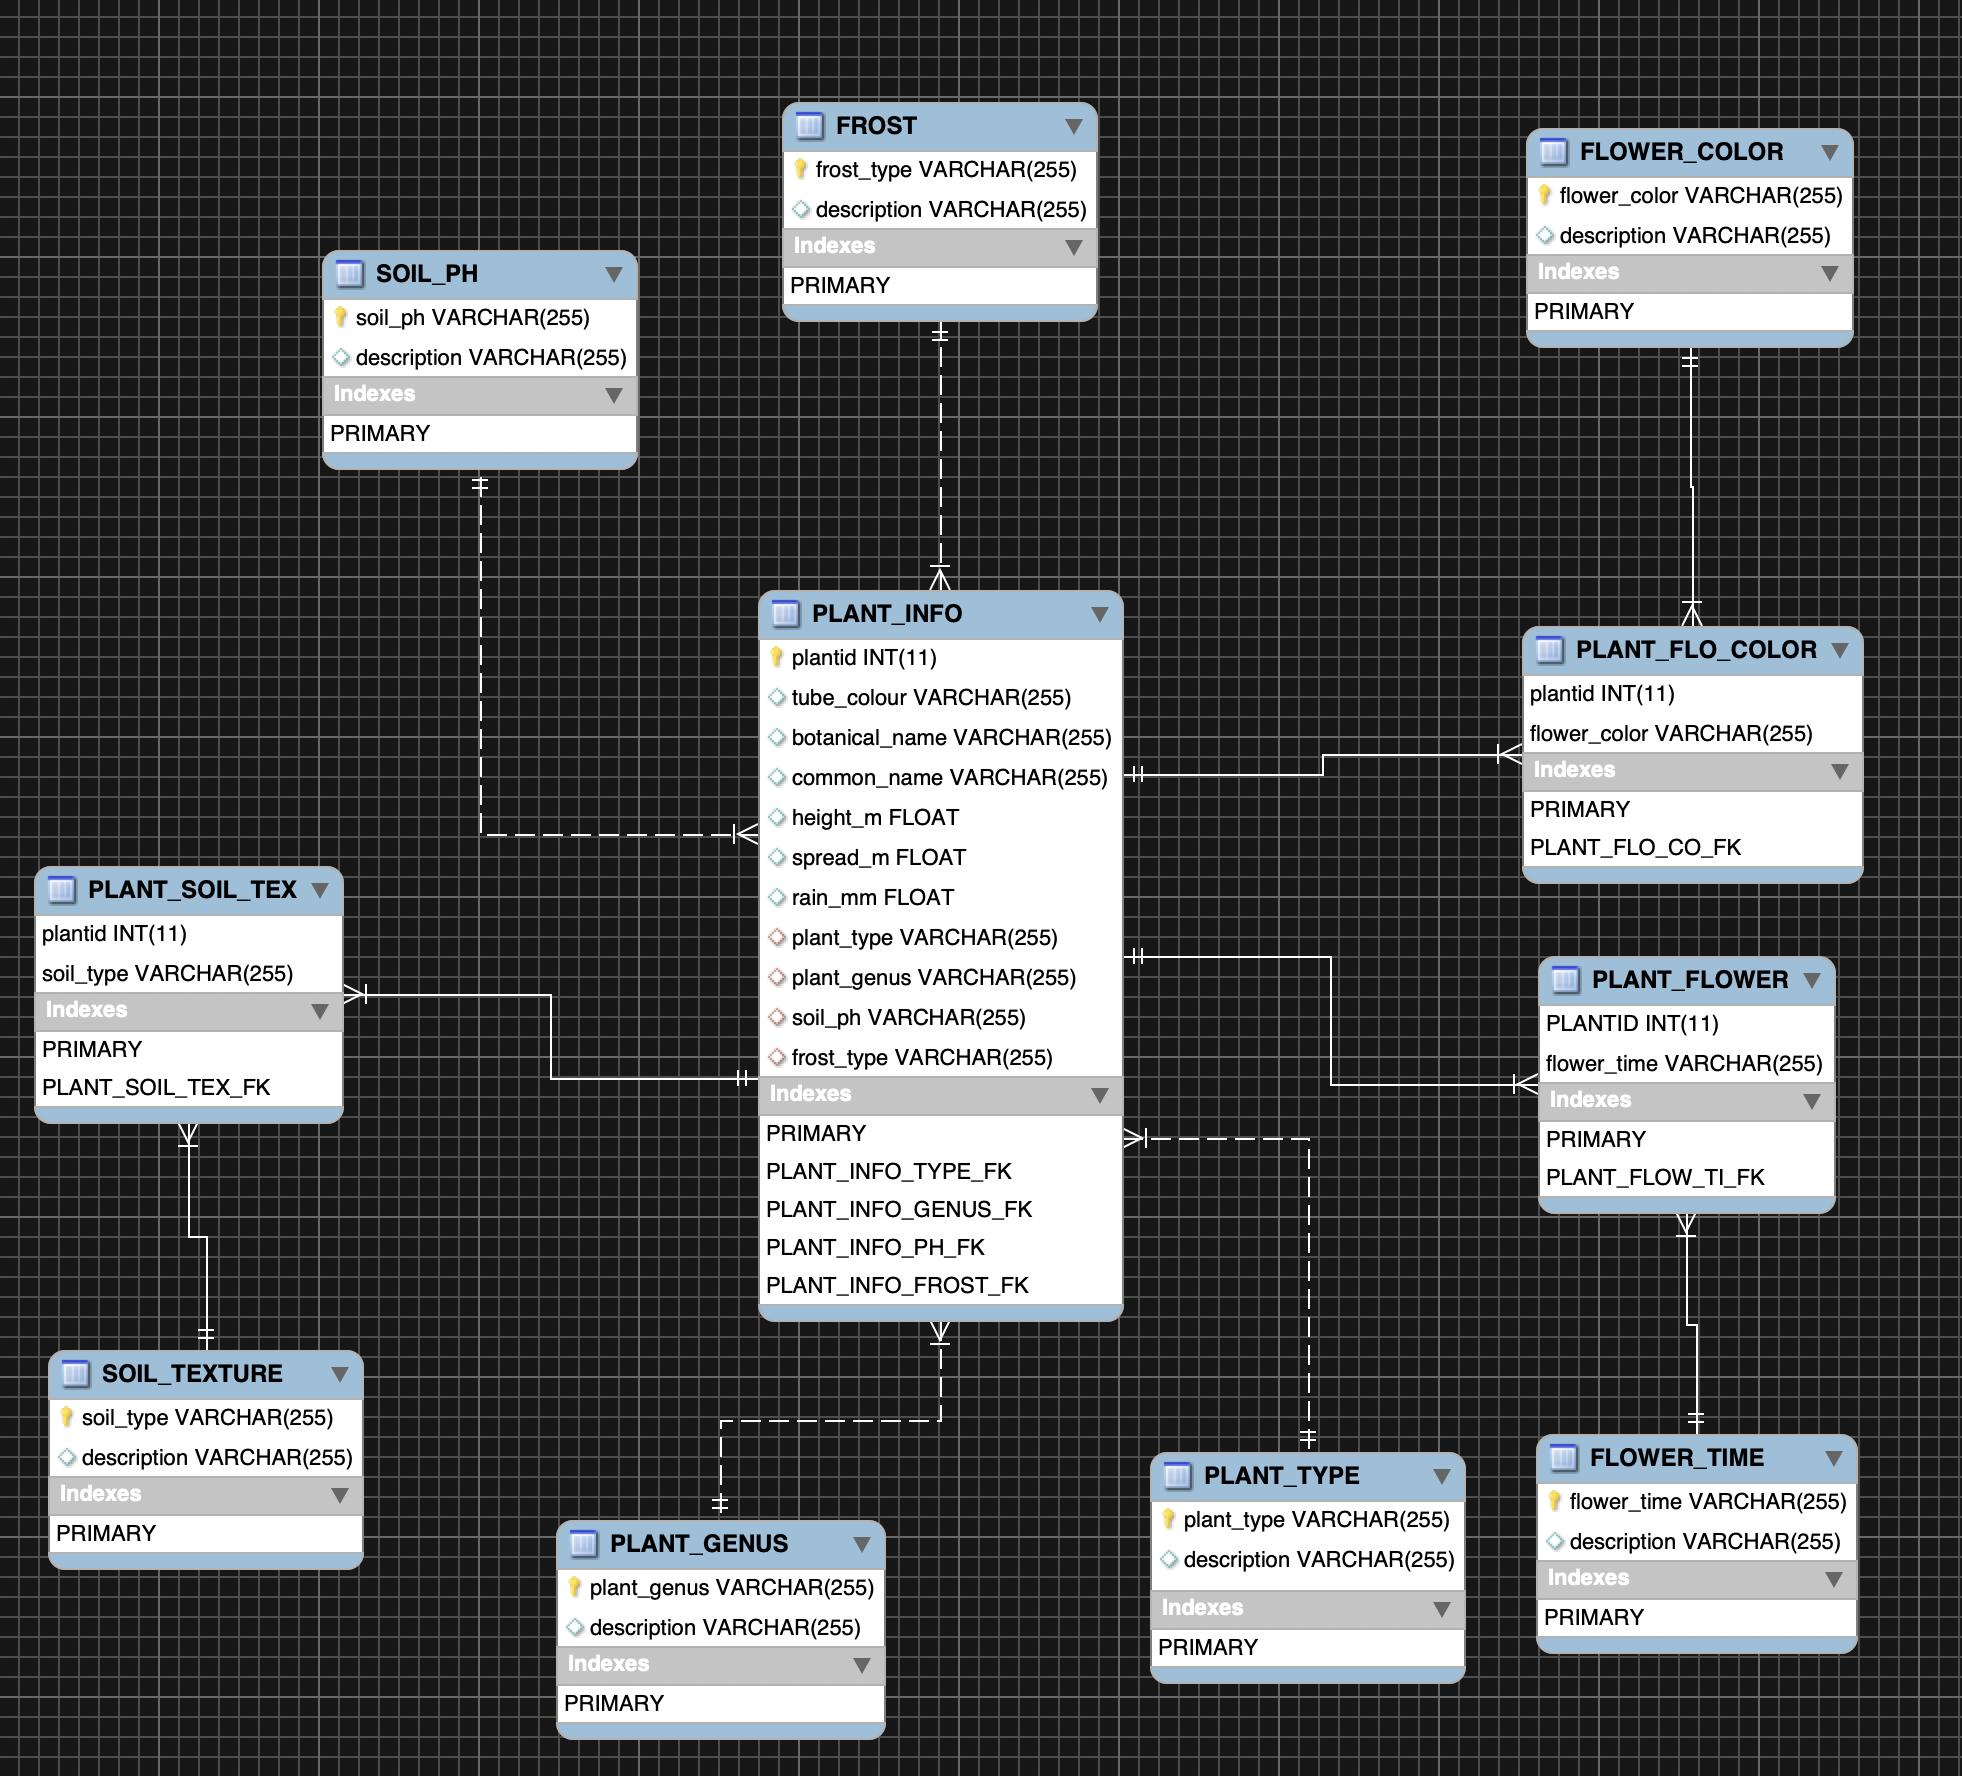 FROST
frost_type VARCHAR(255)
description VARCHAR(255)
Indexes
PRIMARY
FLOWER_COLOR
flower_color VARCHAR(255)
description VARCHAR(255)
Indexes
PRIMARY
SOIL_PH
soil_ph VARCHAR(255)
description VARCHAR(255)
Indexes
PRIMARY
PLANT_INFO
plantid INT(11)
tube_colour VARCHAR(255)
botanical_name VARCHAR(255)
common_name VARCHAR(255)
height_m FLOAT
spread_m FLOAT
rain_mm FLOAT
plant_type VARCHAR(255)
plant_genus VARCHAR(255)
soil_ph VARCHAR(255)
frost_type VARCHAR(255)
Indexes
PRIMARY
PLANT_INFO_TYPE_FK
PLANT_INFO_GENUS_FK
PLANT_INFO_PH_FK
PLANT_INFO_FROST_FK
PLANT_FLO_COLOR
plantid INT(11)
flower_color VARCHAR(255)
Indexes
PRIMARY
PLANT_FLO_CO_FK
PLANT_SOIL_TEX
plantid INT(11)
soil_type VARCHAR(255)
Indexes
PRIMARY
PLANT_SOIL_TEX_FK
PLANT_FLOWER
PLANTID INT(11)
flower_time VARCHAR(255)
Indexes
PRIMARY
PLANT_FLOW_TI_FK
SOIL_TEXTURE
soil_type VARCHAR(255)
description VARCHAR(255)
Indexes
PRIMARY
PLANT_GENUS
plant_genus VARCHAR(255)
description VARCHAR(255)
Indexes
PRIMARY
PLANT_TYPE
plant_type VARCHAR(255)
description VARCHAR(255)
Indexes
PRIMARY
FLOWER_TIME
flower_time VARCHAR(255)
description VARCHAR(255)
Indexes
PRIMARY